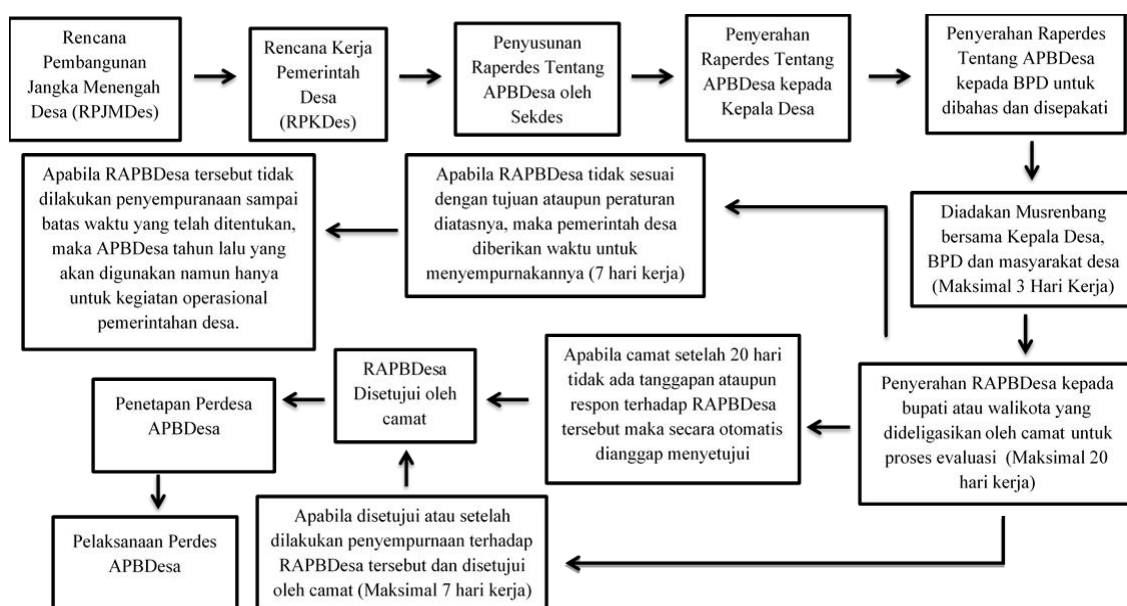 Rencana
Pembangunan
Jangka Menengah
Desa (RPJMDes)
Rencana Kerja
Pemerintah
Desa
(RPKDes)
Penyusunan
Raperdes Tentang
APBDesa oleh
Sekdes
Penyerahan
Raperdes Tentang
APBDesa kepada
Kepala Desa
Penyerahan Raperdes
Tentang APBDesa
kepada BPD untuk
dibahas dan disepakati
Apabila RAPBDesa tersebut tidak
dilakukan penyempuranaan sampai
batas waktu yang telah ditentukan,
maka APBDesa tahun lalu yang
akan digunakan namun hanya
untuk kegiatan operasional
pemerintahan desa.
Apabila RAPBDesa tidak sesuai
dengan tujuan ataupun peraturan
diatasnya, maka pemerintah desa
diberikan waktu untuk
menyempurnakannya (7 hari kerja)
Diadakan Musrenbang
bersama Kepala Desa,
BPD dan masyarakat desa
(Maksimal 3 Hari Kerja)
Penetapan Perdesa
APBDesa
RAPBDesa
Disetujui oleh
camat
Apabila camat setelah 20 hari
tidak ada tanggapan ataupun
respon terhadap RAPBDesa
tersebut maka secara otomatis
dianggap menyetujui
Penyerahan RAPBDesa kepada
bupati atau walikota yang
dideligasikan oleh camat untuk
proses evaluasi (Maksimal 20
hari kerja)
Pelaksanaan Perdes
APBDesa
Apabila disetujui atau setelah
dilakukan penyempurnaan terhadap
RAPBDesa tersebut dan disetujui
oleh camat (Maksimal 7 hari kerja)